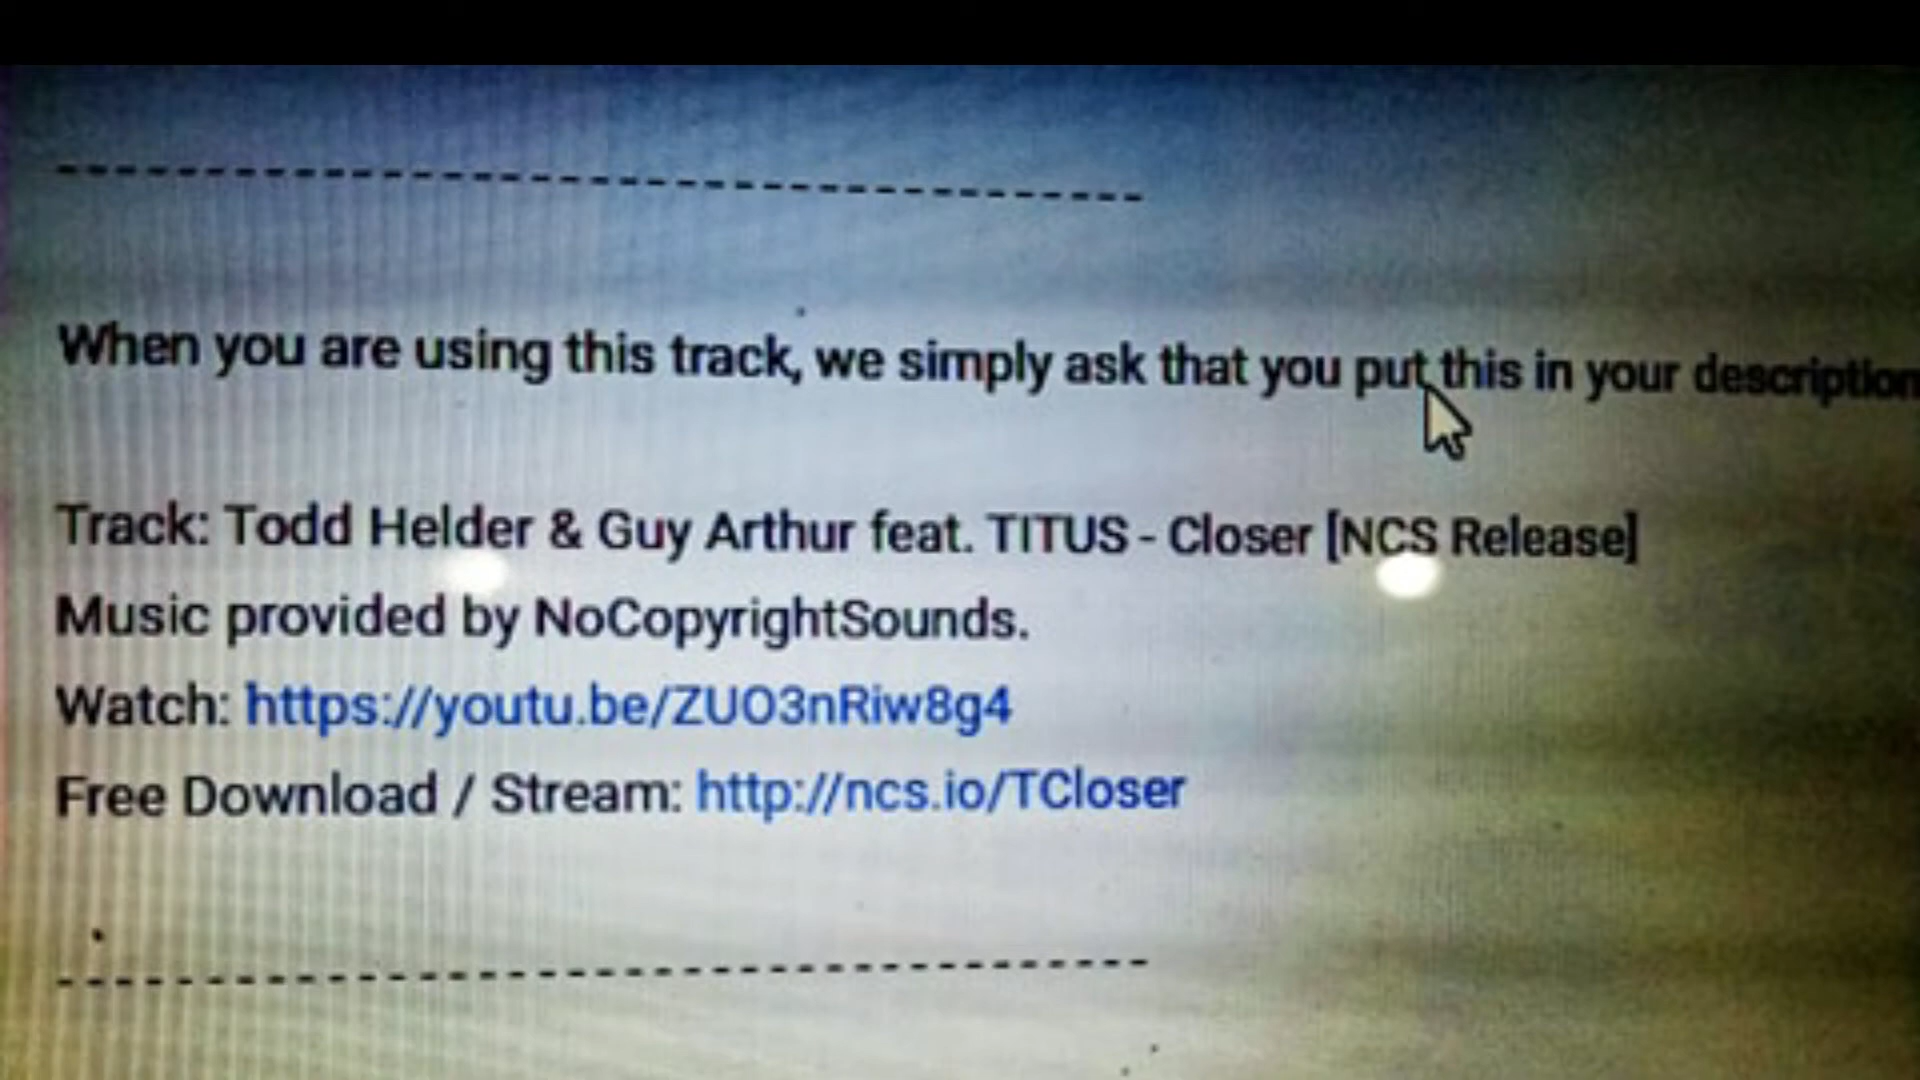 ------------------------------------
When you are using this track, we simply ask that you put this in your description
Track: Todd Helder & Guy Arthur feat. TITUS - Closer [NCS Release]
Music provided by NoCopyrightSounds.
Watch: https://youtu.be/ZUO3nRiw8g4
Free Download / Stream: http://ncs.io/TCloser
------------------------------------